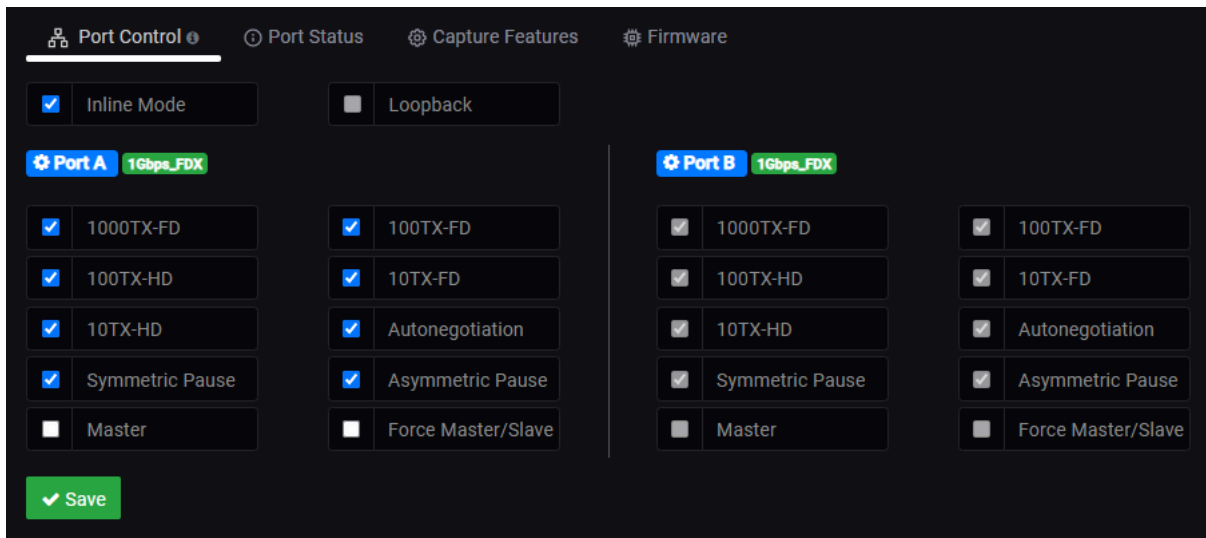 Port Control Port Status Capture Features Firmware
Inline Mode Loopback
Port A 1Gbps_FDX Port B 1Gbps_FDX
1000TX-FD 100TX-FD 1000TX-FD 100TX-FD
100TX-HD 10TX-FD 100TX-HD 10TX-FD
10TX-HD Autonegotiation 10TX-HD Autonegotiation
Symmetric Pause Asymmetric Pause Symmetric Pause Asymmetric Pause
Master Force Master/Slave Master Force Master/Slave
Save